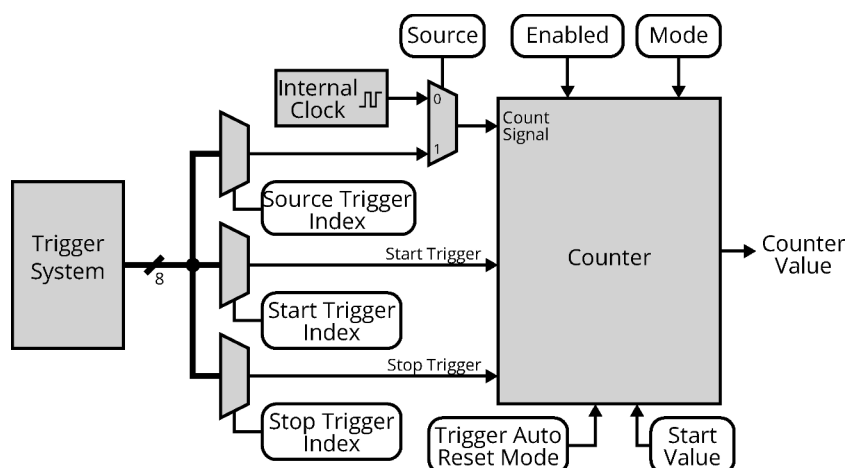 Source
Enabled
Mode
Internal
Clock
0
1
Count
Signal
Source Trigger
Index
Trigger
System
8
Start Trigger
Counter
Counter
Value
Start Trigger
Index
Stop Trigger
Stop Trigger
Index
Trigger Auto
Reset Mode
Start
Value